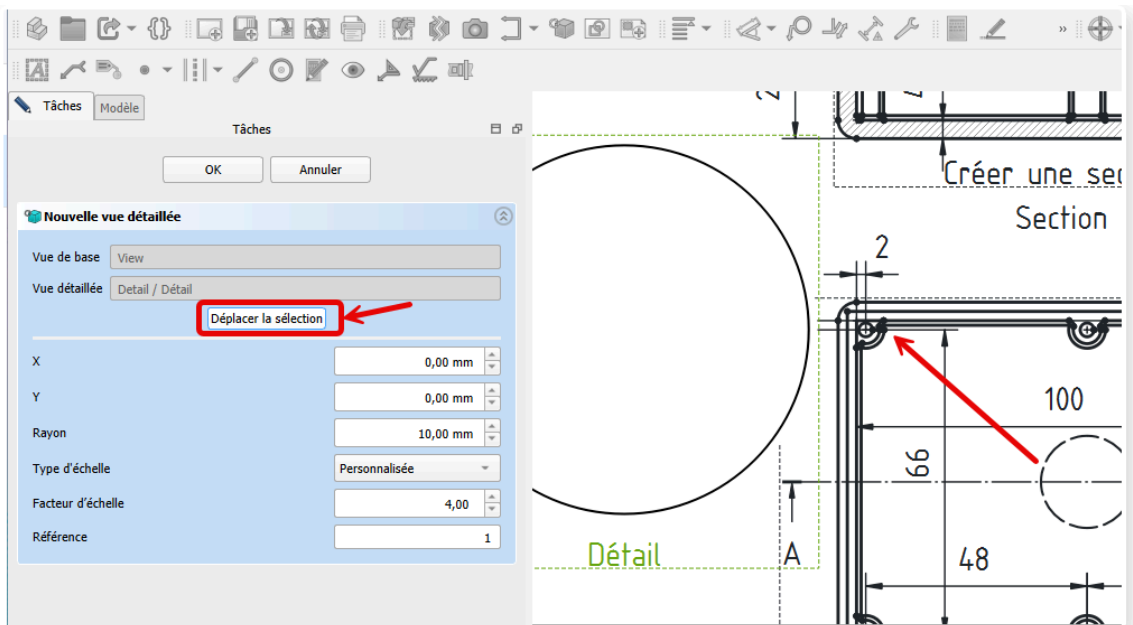 Tâches
Modèle
Tâches
OK
Annuler
Nouvelle vue détaillée
Vue de base
View
Vue détaillée
Detail / Détail
Déplacer la sélection
X
0,00 mm
Y
0,00 mm
Rayon
10,00 mm
Type d'échelle
Personnalisée
Facteur d'échelle
4,00
Référence
1
Créer une sec
Section
2
100
66
Détail
A
48